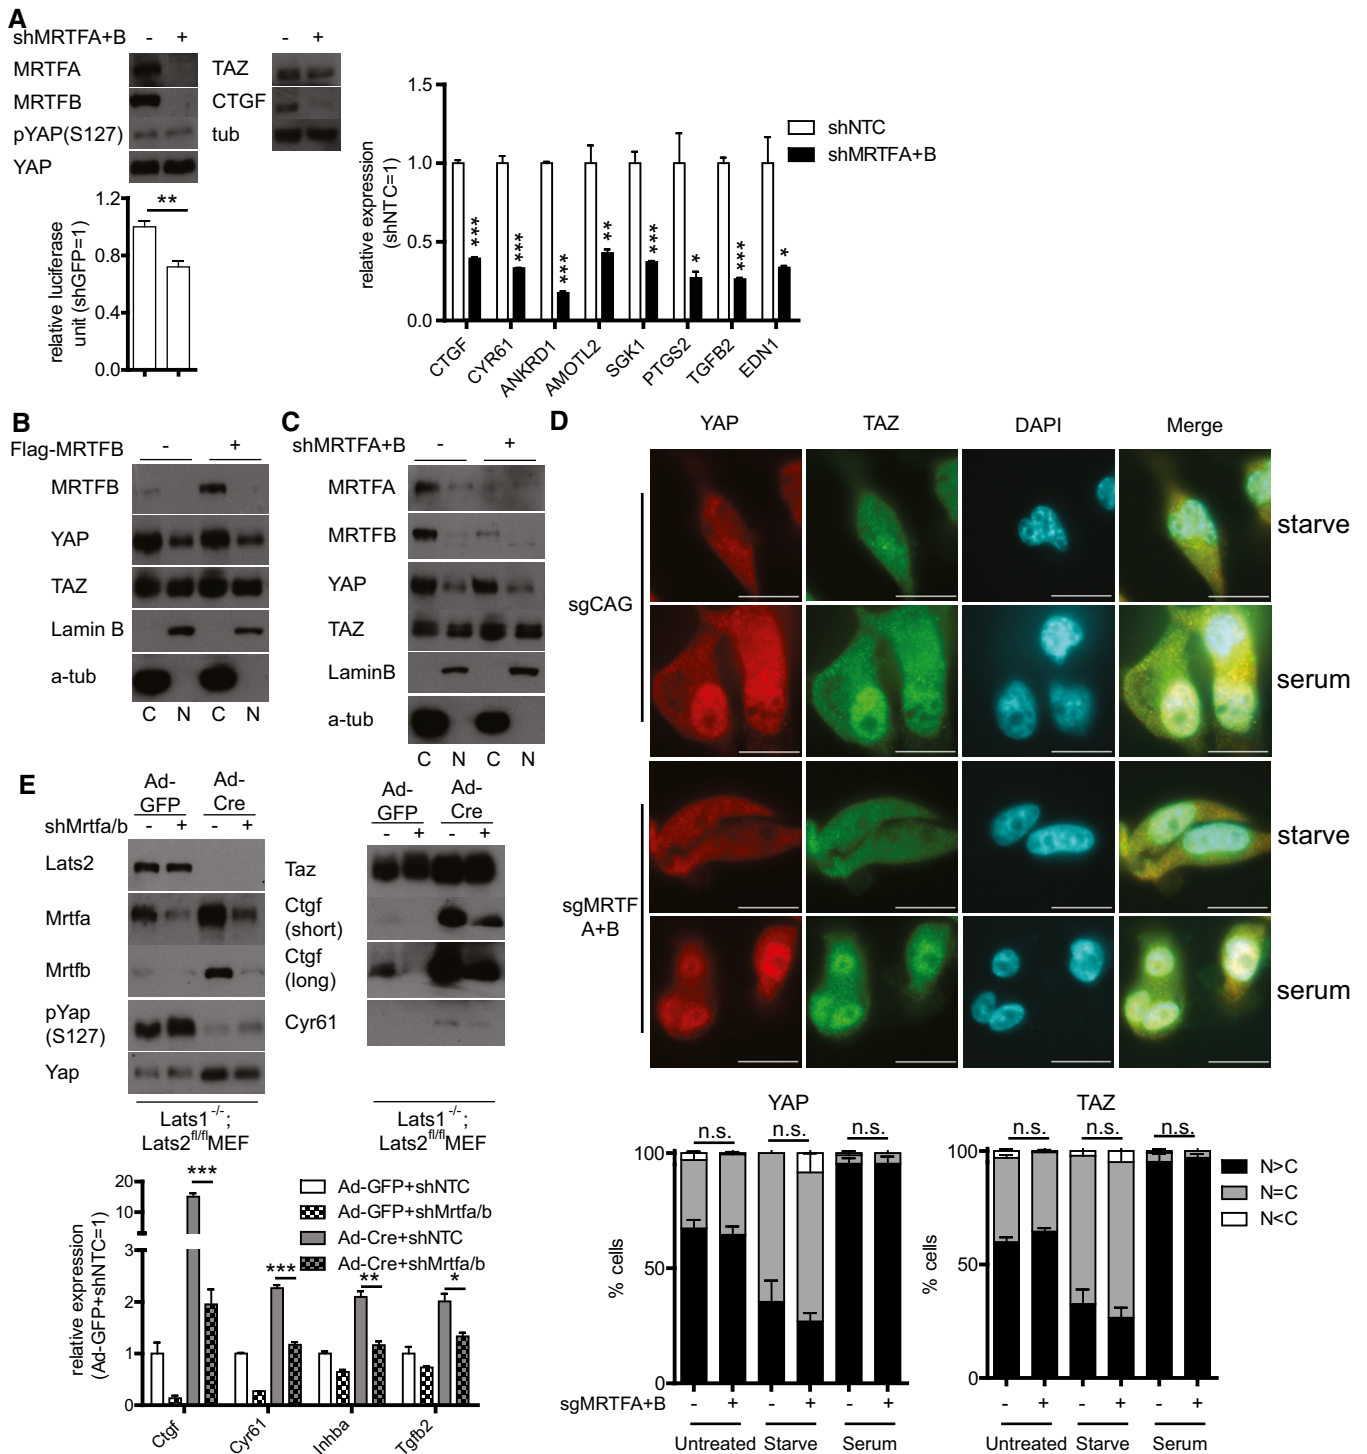 A
shMRTFA+B - +
MRTFA
MRTFB
pYAP(S127)
YAP
- +
TAZ
CTGF
tub
1.2
0.8
0.4
0.0
relative luciferase
unit (shGFP=1)
**
1.5
1.0
0.5
0.0
relative expression
(shNTC=1)
shNTC
shMRTFA+B
*** *** *** ** *** * *** *
CTGF
CYR61
ANKRD1
AMOTL2
SGK1
PTGS2
TGFB2
EDN1
B
Flag-MRTFB - +
MRTFB
YAP
TAZ
Lamin B
a-tub
C N C N
C
shMRTFA+B - +
MRTFA
MRTFB
YAP
TAZ
LaminB
a-tub
C N C N
D
YAP TAZ DAPI Merge
sgCAG
starve
serum
sgMRTF
A+B
starve
serum
YAP
n.s. n.s. n.s.
100
50
0
% cells
sgMRTFA+B - + - + - +
Untreated Starve Serum
TAZ
n.s. n.s. n.s.
100
50
0
% cells
- + - + - +
Untreated Starve Serum
N>C
N=C
N<C
E
Ad-
GFP
Ad-
Cre
shMrtfa/b - + - +
Lats2
Mrtfa
Mrtfb
pYap
(S127)
Yap
Lats1-/-;
Lats2fl/flMEF
Ad-
GFP
Ad-
Cre
- + - +
Taz
Ctgf
(short)
Ctgf
(long)
Cyr61
Lats1-/-;
Lats2fl/flMEF
20
10
3
2
1
0
relative expression
(Ad-GFP+shNTC=1)
*** *** ** *
Ad-GFP+shNTC
Ad-GFP+shMrtfa/b
Ad-Cre+shNTC
Ad-Cre+shMrtfa/b
Ctgf
Cyr61
Inhba
Tgfb2